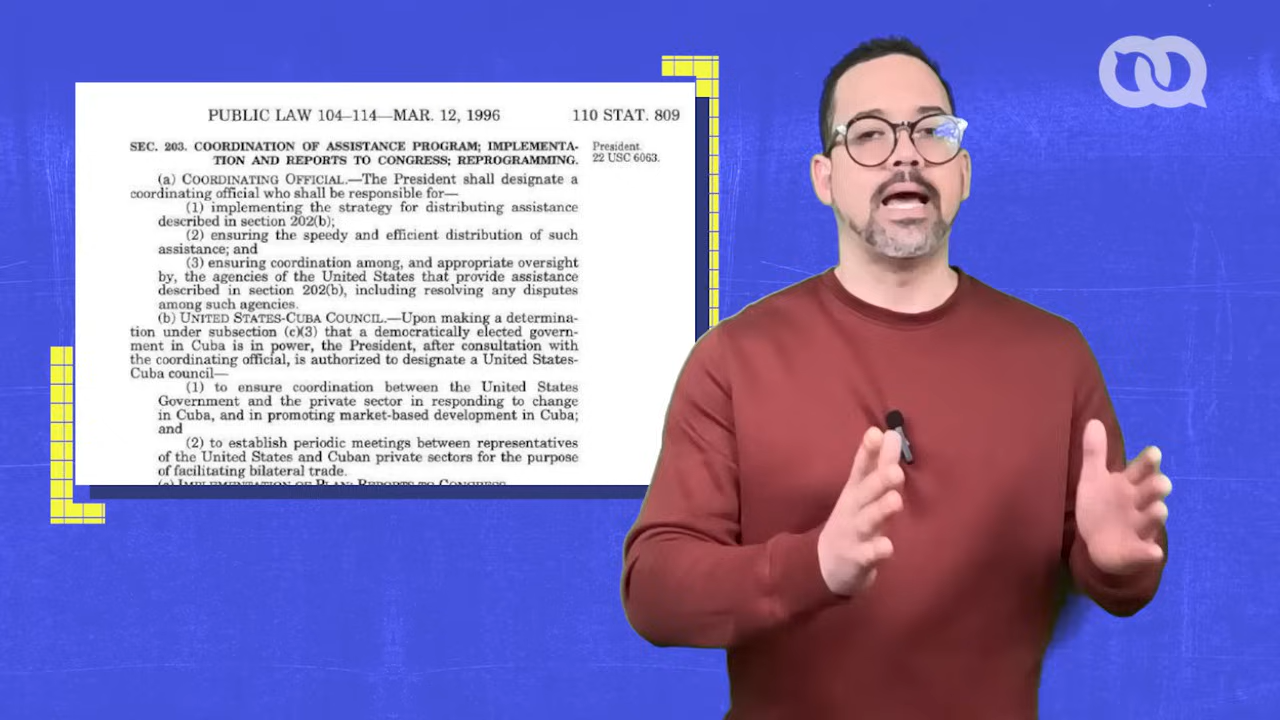 PUBLIC LAW 104–114—MAR. 12, 1996 110 STAT. 809
SEC. 203. COORDINATION OF ASSISTANCE PROGRAM; IMPLEMENTA-
TION AND REPORTS TO CONGRESS; REPROGRAMMING.
President.
22 USC 6063.
(a) COORDINATING OFFICIAL.—The President shall designate a
coordinating official who shall be responsible for—
(1) implementing the strategy for distributing assistance
described in section 202(b);
(2) ensuring the speedy and efficient distribution of such
assistance; and
(3) ensuring coordination among, and appropriate oversight
by, the agencies of the United States that provide assistance
described in section 202(b), including resolving any disputes
among such agencies.
(b) UNITED STATES-CUBA COUNCIL.—Upon making a determina-
tion under subsection (c)(3) that a democratically elected govern-
ment in Cuba is in power, the President, after consultation with
the coordinating official, is authorized to designate a United States-
Cuba council—
(1) to ensure coordination between the United States
Government and the private sector in responding to change
in Cuba, and in promoting market-based development in Cuba;
and
(2) to establish periodic meetings between representatives
of the United States and Cuban private sectors for the purpose
of facilitating bilateral trade.
(c) IMPLEMENTATION OF PLAN; REPORTS TO CONGRESS